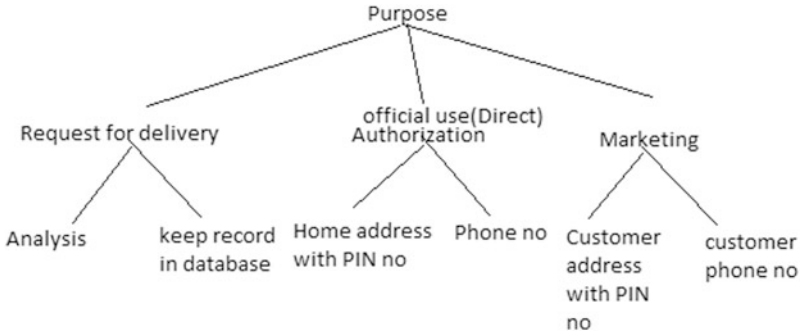 Purpose
official use(Direct)
Request for delivery
Authorization
Marketing
Analysis
keep record
in database
Home address
with PIN no
Phone no
Customer
address
with PIN
no
customer
phone no